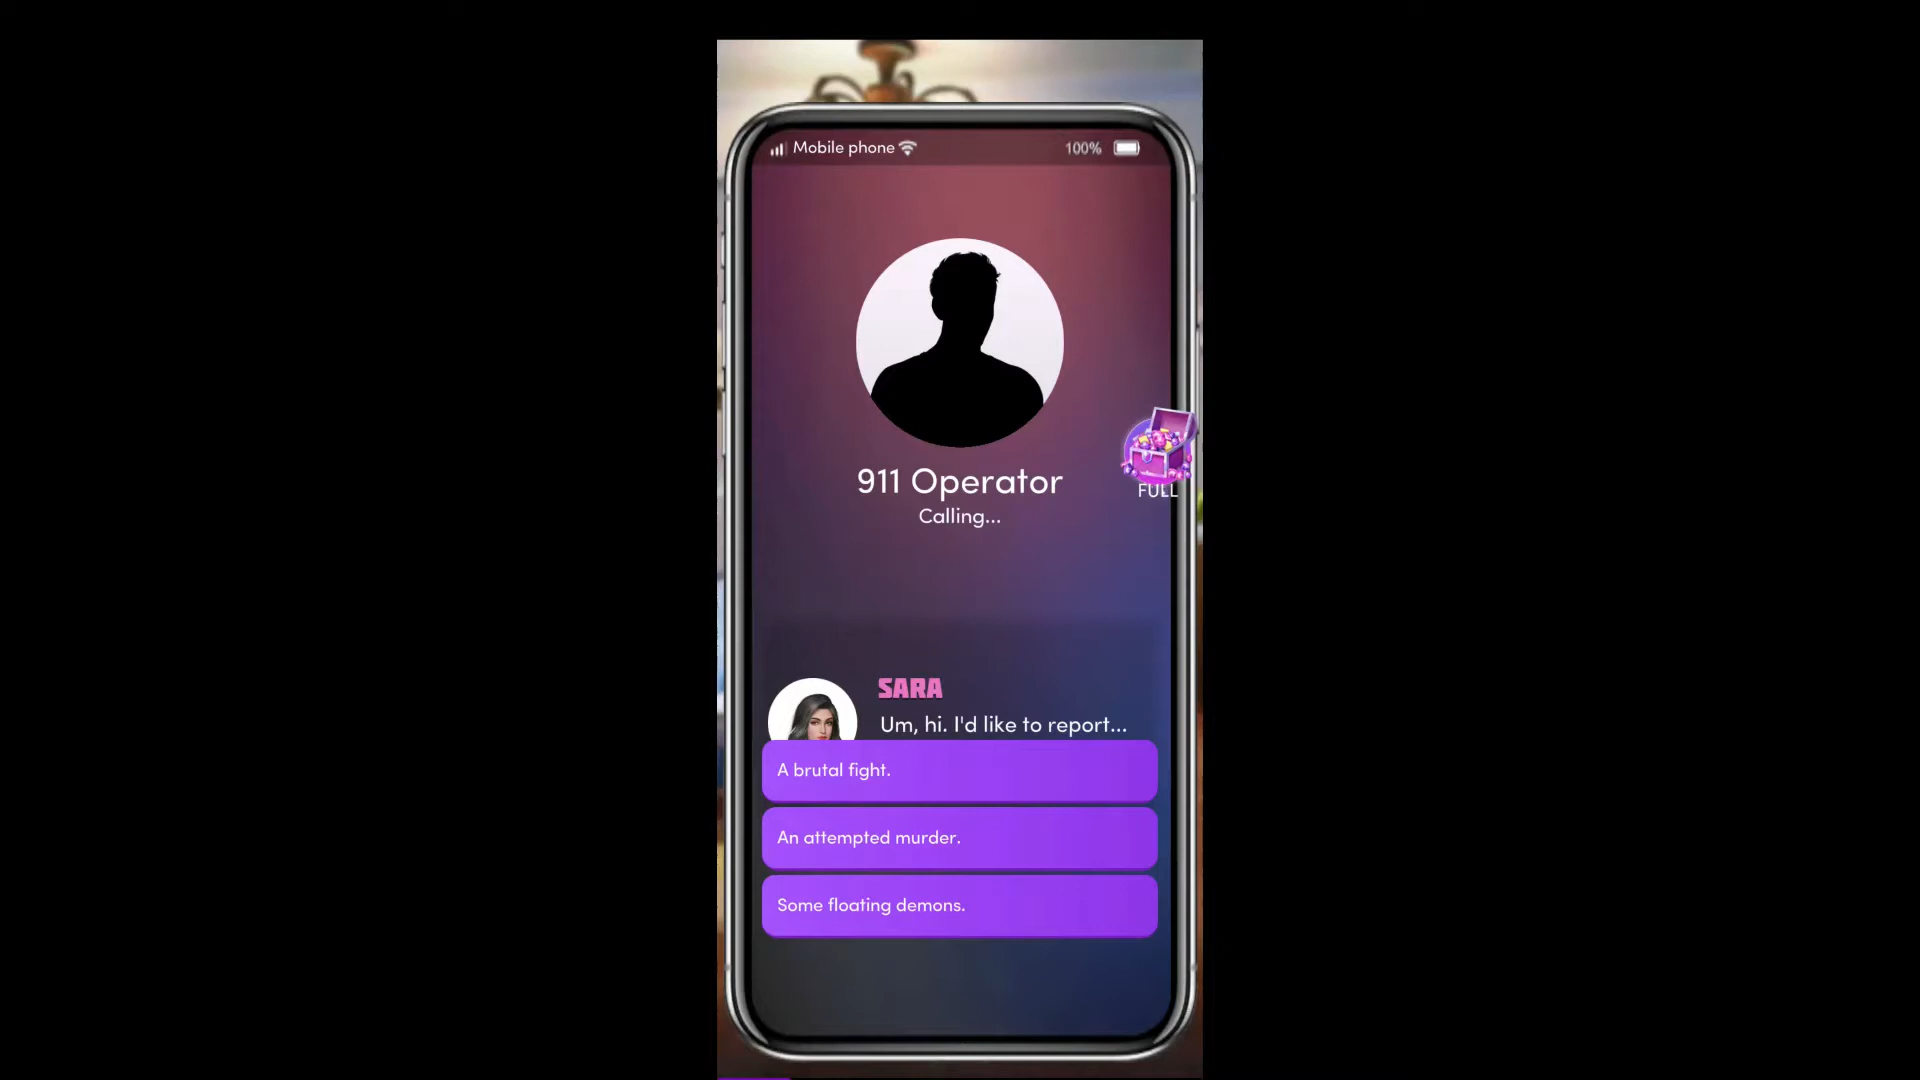 Mobile phone
100%
911 Operator
Calling...
FULL
SARA
Um, hi. I'd like to report...
A brutal fight.
An attempted murder.
Some floating demons.